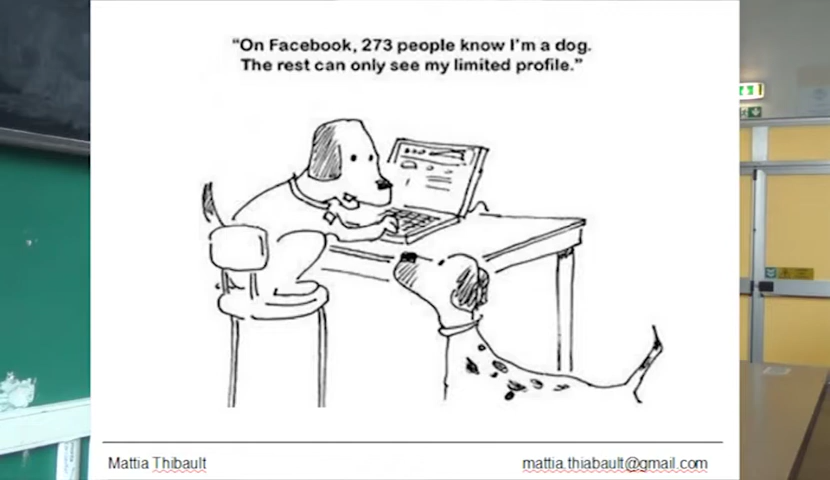 “On Facebook, 273 people know I’m a dog.
The rest can only see my limited profile.”
Mattia Thibault
mattia.thiabault@gmail.com